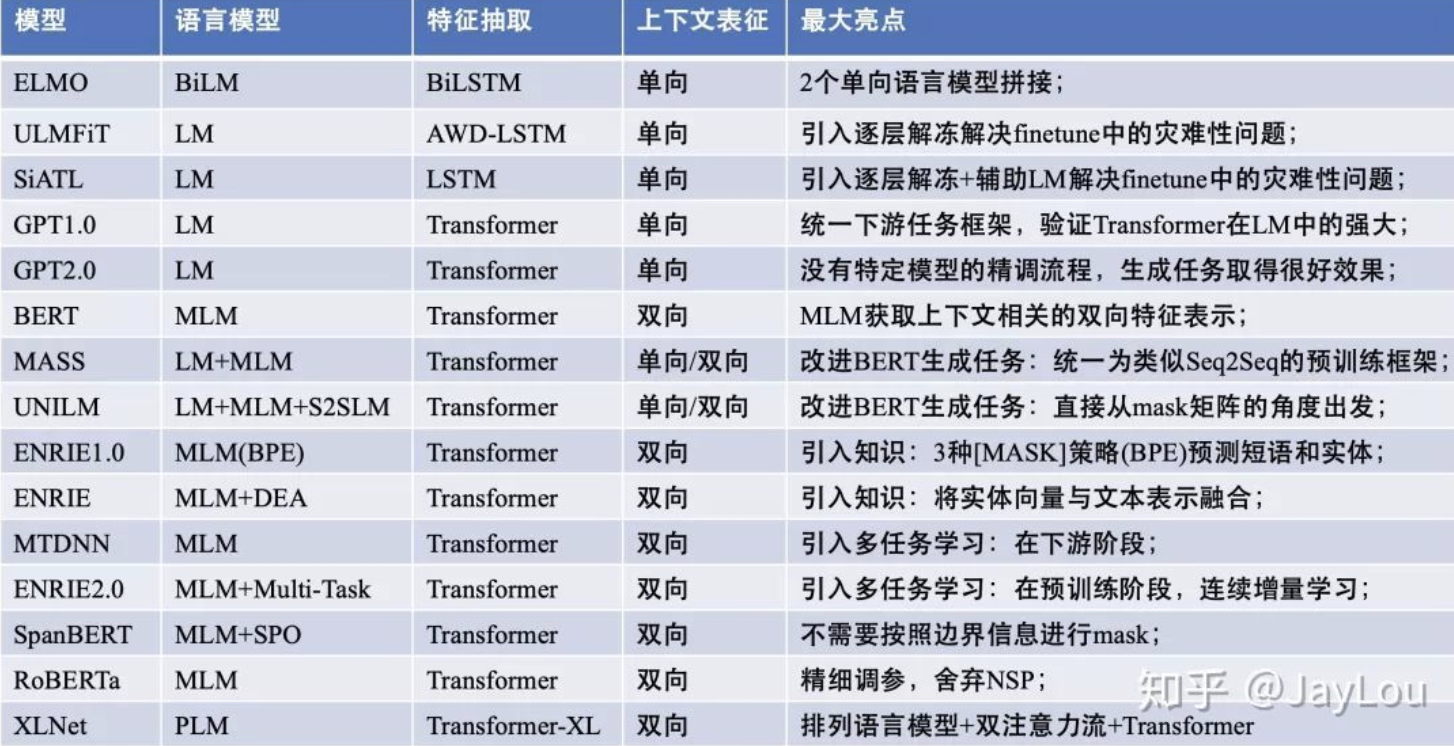 模型 语言模型 特征抽取 上下文表征 最大亮点
ELMO BiLM BiLSTM 单向 2个单向语言模型拼接；
ULMFiT LM AWD-LSTM 单向 引入逐层解冻解决finetune中的灾难性问题；
SiATL LM LSTM 单向 引入逐层解冻+辅助LM解决finetune中的灾难性问题；
GPT1.0 LM Transformer 单向 统一下游任务框架，验证Transformer在LM中的强大；
GPT2.0 LM Transformer 单向 没有特定模型的精调流程，生成任务取得很好效果；
BERT MLM Transformer 双向 MLM获取上下文相关的双向特征表示；
MASS LM+MLM Transformer 单向/双向 改进BERT生成任务：统一为类似Seq2Seq的预训练框架；
UNILM LM+MLM+S2SLM Transformer 单向/双向 改进BERT生成任务：直接从mask矩阵的角度出发；
ENRIE1.0 MLM(BPE) Transformer 双向 引入知识：3种[MASK]策略(BPE)预测短语和实体；
ENRIE MLM+DEA Transformer 双向 引入知识：将实体向量与文本表示融合；
MTDNN MLM Transformer 双向 引入多任务学习：在下游阶段；
ENRIE2.0 MLM+Multi-Task Transformer 双向 引入多任务学习：在预训练阶段，连续增量学习；
SpanBERT MLM+SPO Transformer 双向 不需要按照边界信息进行mask；
RoBERTa MLM Transformer 双向 精细调参，舍弃NSP；
XLNet PLM Transformer-XL 双向 排列语言模型+双注意力流+Transformer
知乎 @JayLou